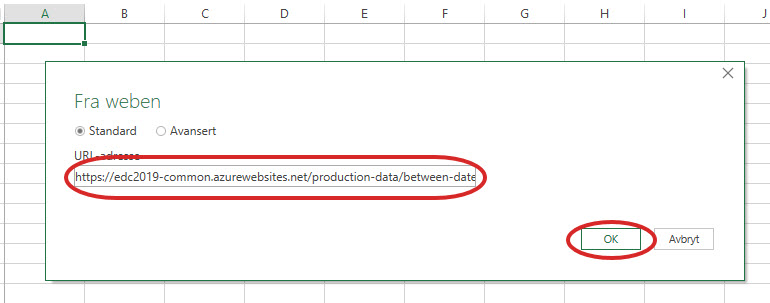 A B C D E F G H I J
Fra weben
Standard Avansert
URL-adresse
https://edc2019-common.azurewebsites.net/production-data/between-date
OK Avbryt